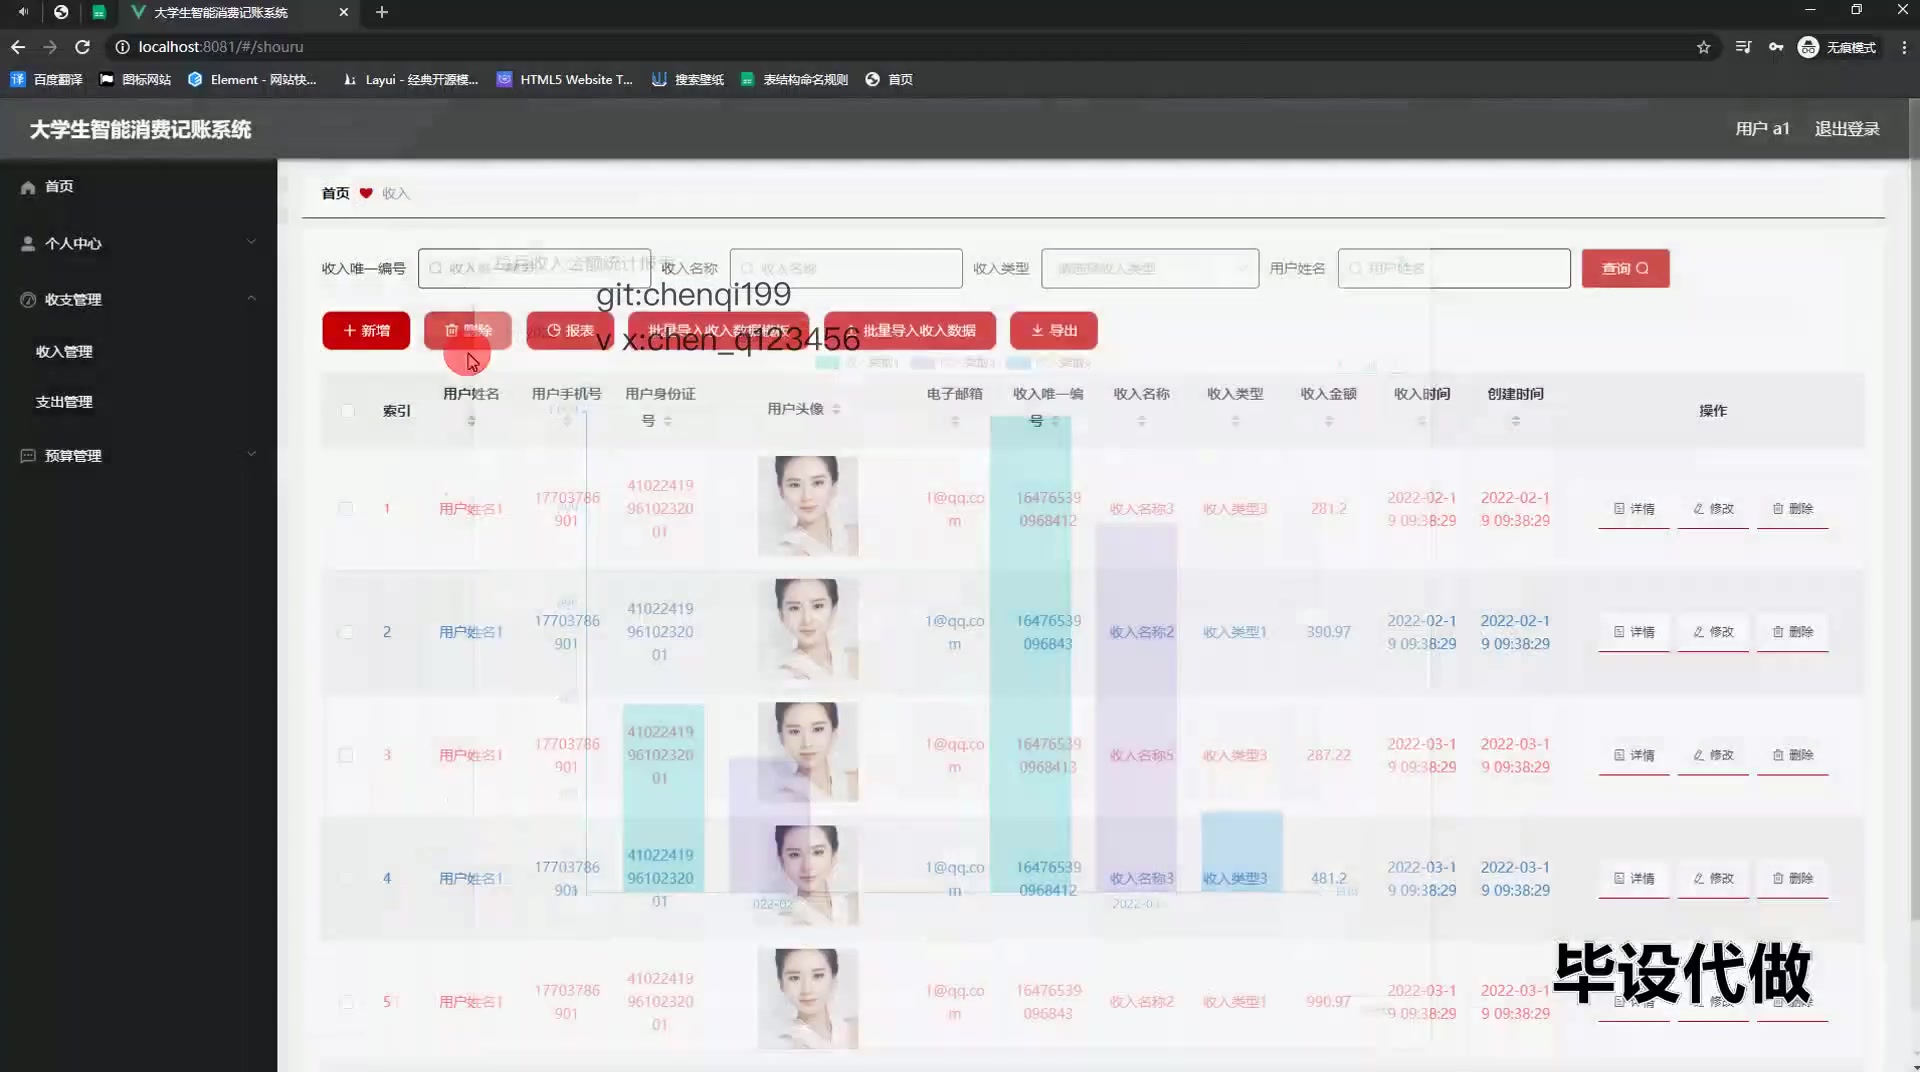 大学生智能消费记账系统
localhost:8081/#/shouru
无痕模式
百度翻译 图标网站 Element - 网站快... Layui - 经典开源模... HTML5 Website T... 搜索壁纸 表结构命名规则 首页
大学生智能消费记账系统
用户 a1 退出登录
首页
个人中心
收支管理
收入管理
支出管理
预算管理
首页 收入
收入唯一编号 收入名称 收入名称 收入类型 请选择收入类型 用户姓名 用户姓名 查询
git:chenqi199
新增 删除 报表 批量导入收入数据模板 批量导入收入数据 导出
v x:chen_q123456
索引 用户姓名 用户手机号 用户身份证号 用户头像 电子邮箱 收入唯一编号 收入名称 收入类型 收入金额 收入时间 创建时间 操作
1 用户姓名1 17703786901 410224199610232001 1@qq.com 164765390968412 收入名称3 收入类型3 281.2 2022-02-19 09:38:29 2022-02-19 09:38:29 详情 修改 删除
2 用户姓名1 17703786901 410224199610232001 1@qq.com 16476539096843 收入名称2 收入类型1 390.97 2022-02-19 09:38:29 2022-02-19 09:38:29 详情 修改 删除
3 用户姓名1 17703786901 410224199610232001 1@qq.com 164765390968413 收入名称5 收入类型3 287.22 2022-03-19 09:38:29 2022-03-19 09:38:29 详情 修改 删除
4 用户姓名1 17703786901 410224199610232001 1@qq.com 164765390968412 收入名称3 收入类型3 481.2 2022-03-19 09:38:29 2022-03-19 09:38:29 详情 修改 删除
5 用户姓名1 17703786901 410224199610232001 1@qq.com 16476539096843 收入名称2 收入类型1 990.97 2022-03-19 09:38:29 2022-03-19 09:38:29
毕设代做